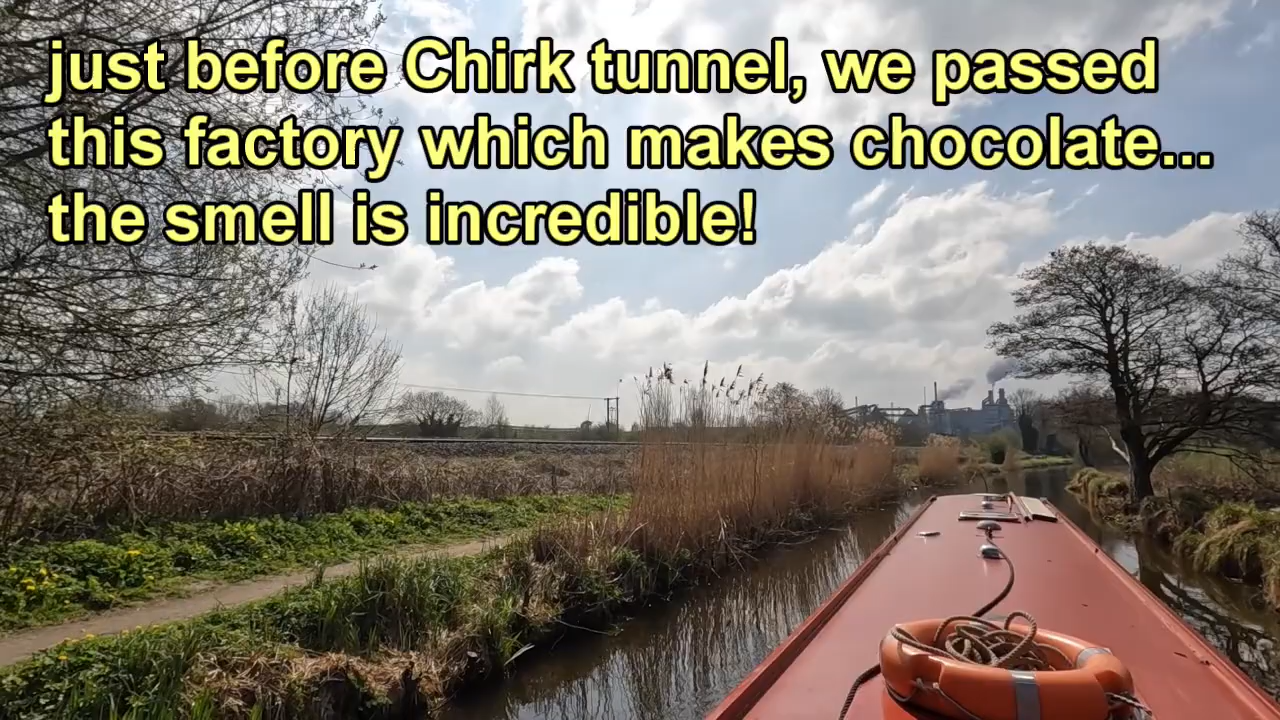 just before Chirk tunnel, we passed
this factory which makes chocolate...
the smell is incredible!